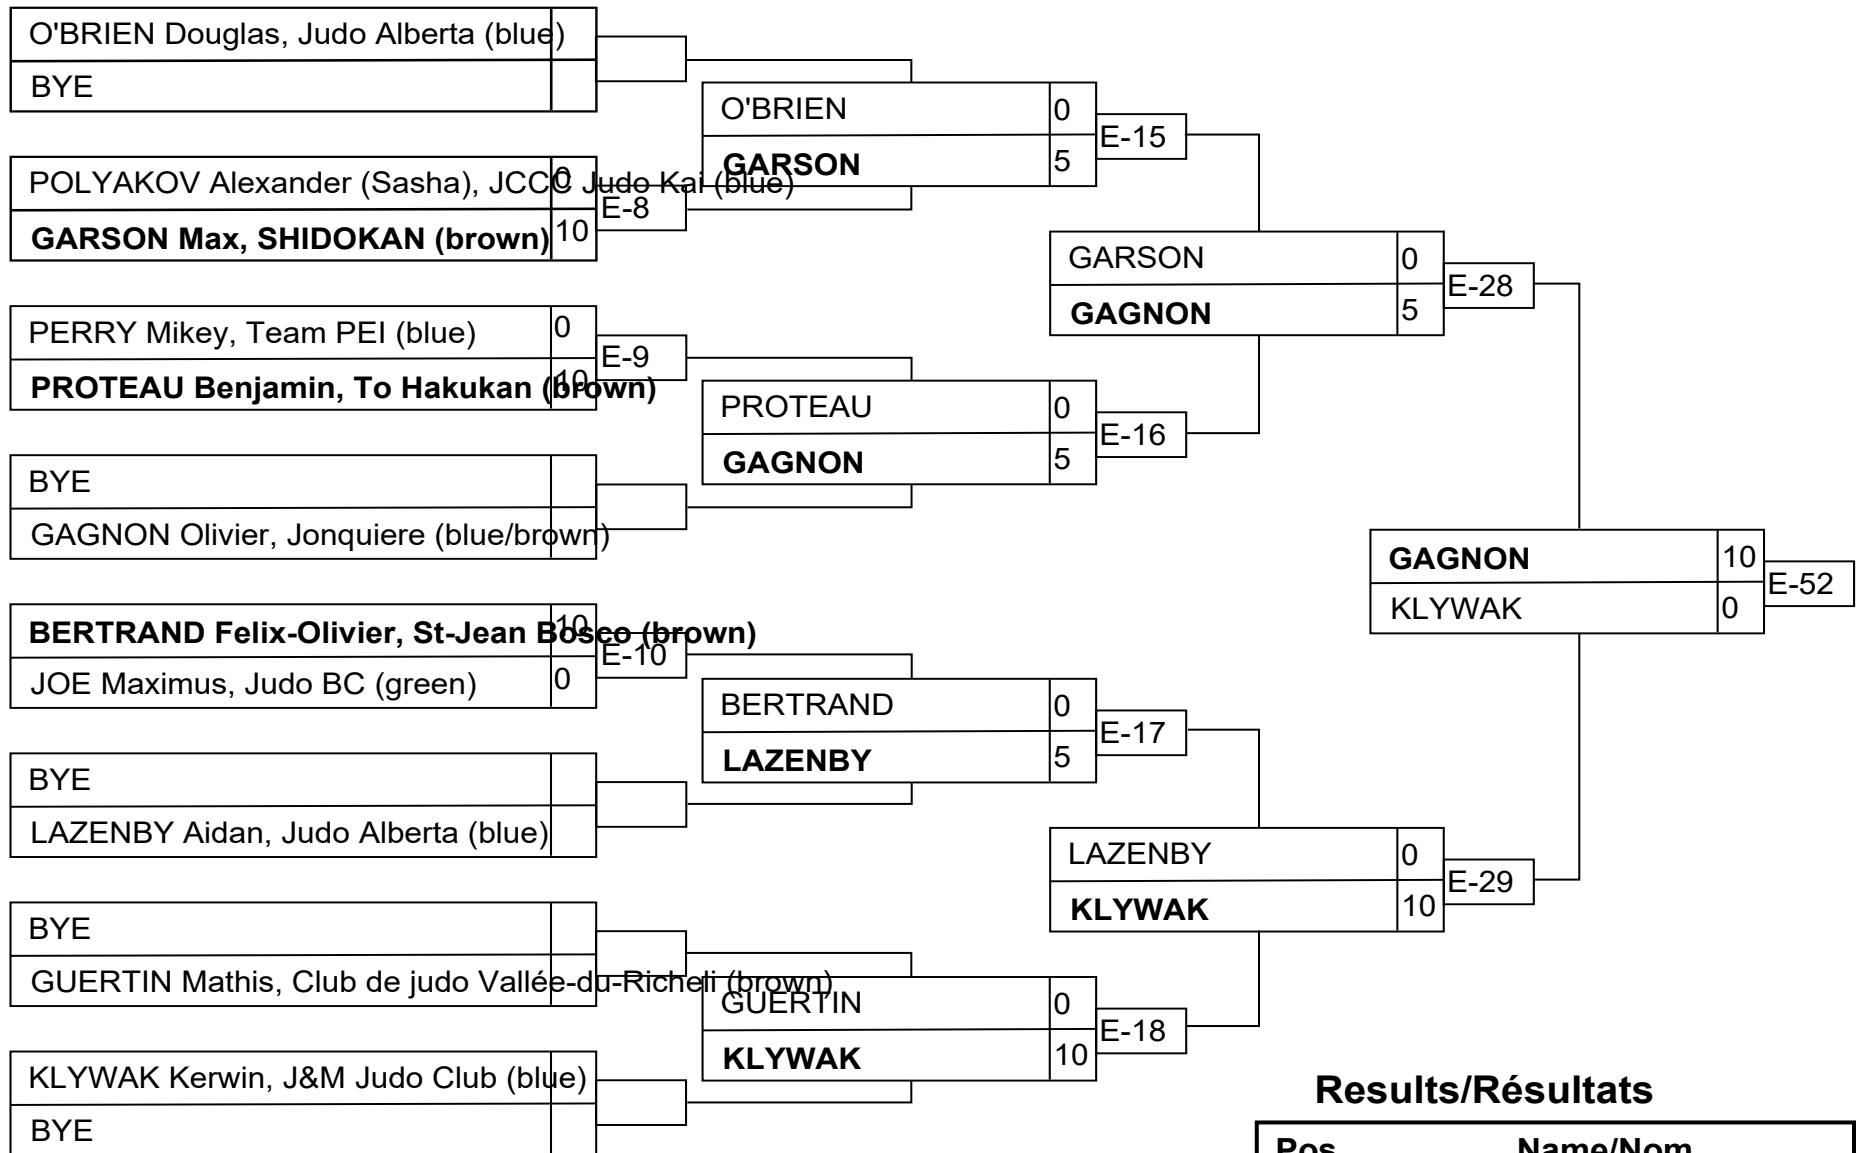 O'BRIEN Douglas, Judo Alberta (blue)
BYE
POLYAKOV Alexander (Sasha), JCCC Judo Kai (blue) 0
GARSON Max, SHIDOKAN (brown) 10
E-8
PERRY Mikey, Team PEI (blue) 0
PROTEAU Benjamin, To Hakukan (brown) 10
E-9
BYE
GAGNON Olivier, Jonquiere (blue/brown)
BERTRAND Felix-Olivier, St-Jean Bosco (brown) 10
JOE Maximus, Judo BC (green) 0
E-10
BYE
LAZENBY Aidan, Judo Alberta (blue)
BYE
GUERTIN Mathis, Club de judo Vallée-du-Richeli (brown)
KLYWAK Kerwin, J&M Judo Club (blue)
BYE
O'BRIEN 0
GARSON 5
E-15
PROTEAU 0
GAGNON 5
E-16
BERTRAND 0
LAZENBY 5
E-17
GUERTIN 0
KLYWAK 10
E-18
GARSON 0
GAGNON 5
E-28
LAZENBY 0
KLYWAK 10
E-29
GAGNON 10
KLYWAK 0
E-52
Results/Résultats
Pos Name/Nom